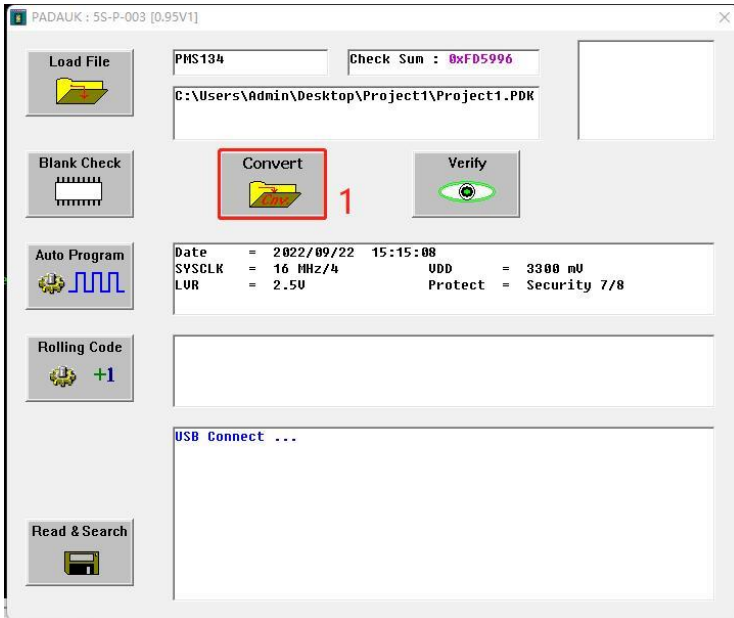 PADAUK : 5S-P-003 [0.95V1]
Load File
PMS134
Check Sum : 0xFD5996
C:\Users\Admin\Desktop\Project1\Project1.PDK
Blank Check
Convert
Cnv.
1
Verify
Auto Program
Date = 2022/09/22 15:15:08
SYSCLK = 16 MHz/4 VDD = 3300 mV
LVR = 2.5V Protect = Security 7/8
Rolling Code
+1
USB Connect ...
Read & Search